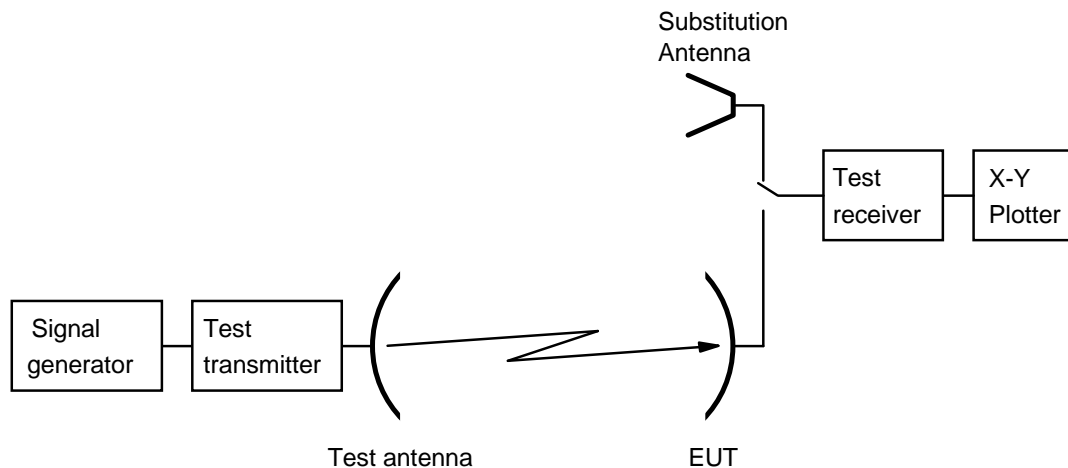 Substitution
Antenna
Test
receiver
X-Y
Plotter
Signal
generator
Test
transmitter
Test antenna
EUT